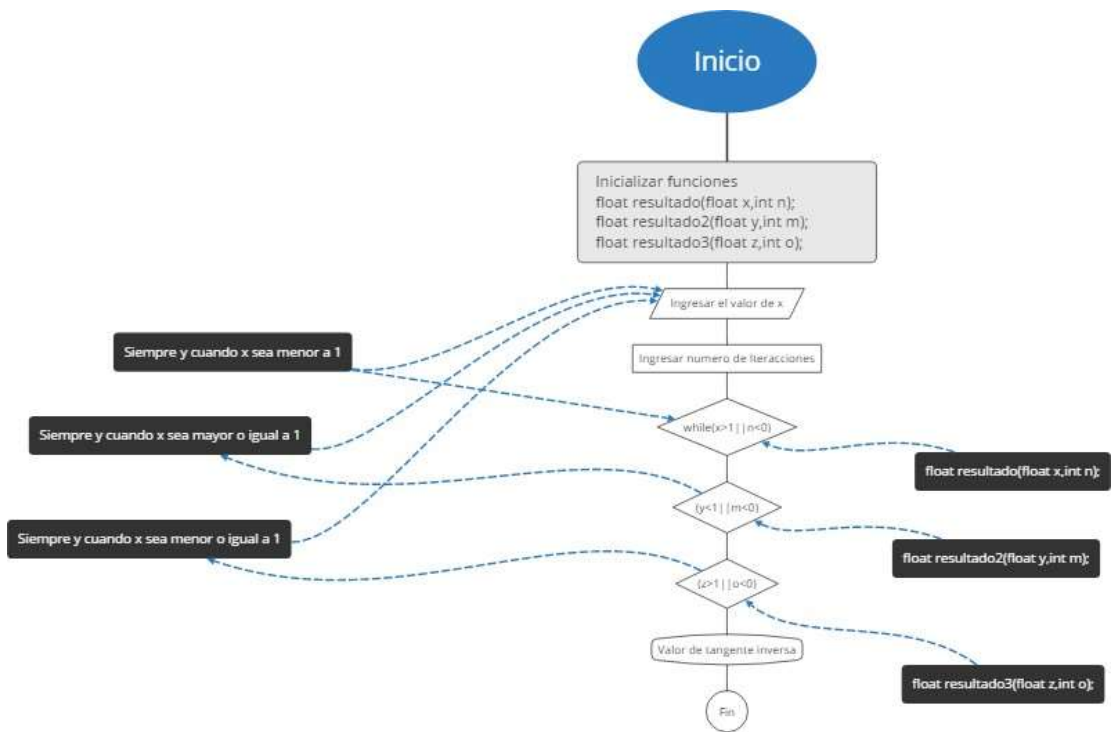 Inicio
Inicializar funciones
float resultado(float x,int n);
float resultado2(float y,int m);
float resultado3(float z,int o);
Ingresar el valor de x
Siempre y cuando x sea menor a 1
Ingresar numero de Iteracciones
while(x>1||n<0)
Siempre y cuando x sea mayor o igual a 1
float resultado(float x,int n);
(y<1||m<0)
Siempre y cuando x sea menor o igual a 1
float resultado2(float y,int m);
(z>1||o<0)
Valor de tangente inversa
float resultado3(float z,int o);
Fin